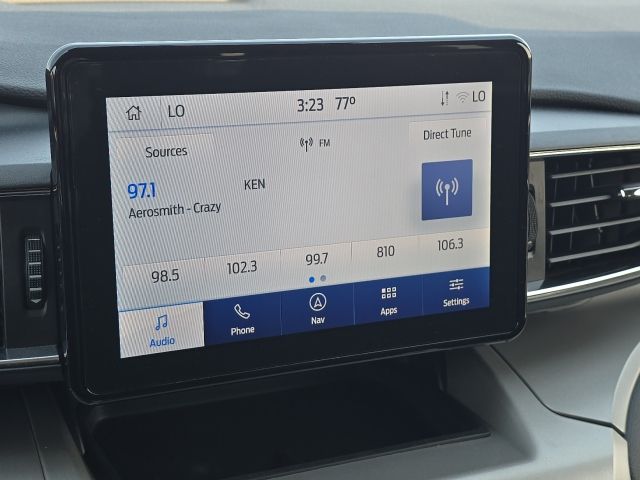 LO 3:23 77° LO
Sources FM Direct Tune
97.1 KEN
Aerosmith - Crazy
98.5 102.3 99.7 810 106.3
Audio Phone Nav Apps Settings